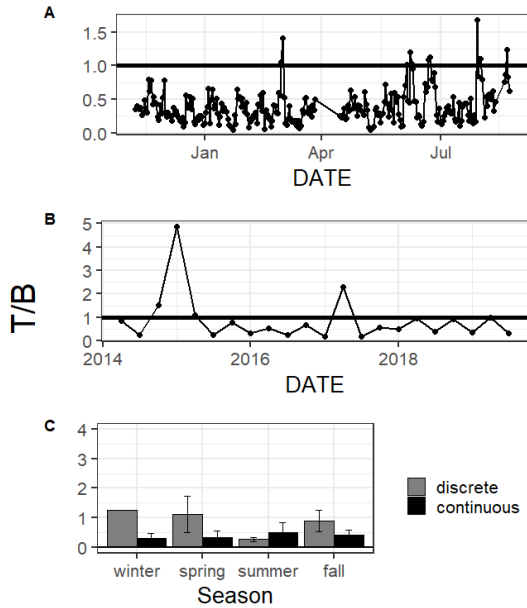 A
1.5
1.0
0.5
0.0
Jan Apr Jul
DATE
B
5
4
3
2
1
0
2014 2016 2018
DATE
T/B
C
4
3
2
1
0
winter spring summer fall
Season
discrete
continuous